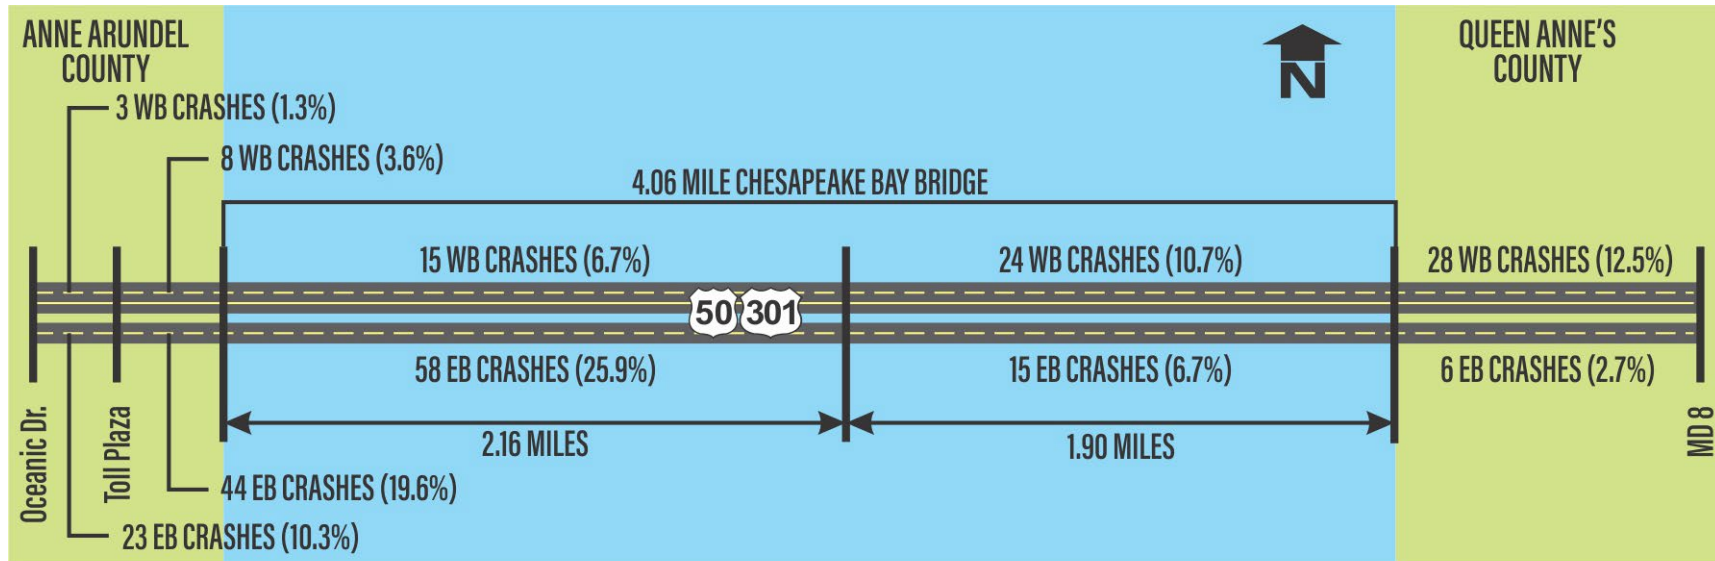 ANNE ARUNDEL
COUNTY
QUEEN ANNE'S
COUNTY
N
3 WB CRASHES (1.3%)
8 WB CRASHES (3.6%)
4.06 MILE CHESAPEAKE BAY BRIDGE
15 WB CRASHES (6.7%)
24 WB CRASHES (10.7%)
28 WB CRASHES (12.5%)
50 301
58 EB CRASHES (25.9%)
15 EB CRASHES (6.7%)
6 EB CRASHES (2.7%)
Oceanic Dr.
Toll Plaza
2.16 MILES
1.90 MILES
MD 8
44 EB CRASHES (19.6%)
23 EB CRASHES (10.3%)